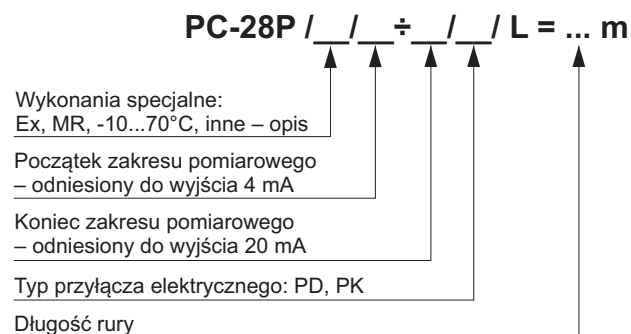 PC-28P /__/__÷__/__/ L = ... m
Wykonania specjalne:
Ex, MR, -10...70°C, inne – opis
Początek zakresu pomiarowego
– odniesiony do wyjścia 4 mA
Koniec zakresu pomiarowego
– odniesiony do wyjścia 20 mA
Typ przyłącza elektrycznego: PD, PK
Długość rury